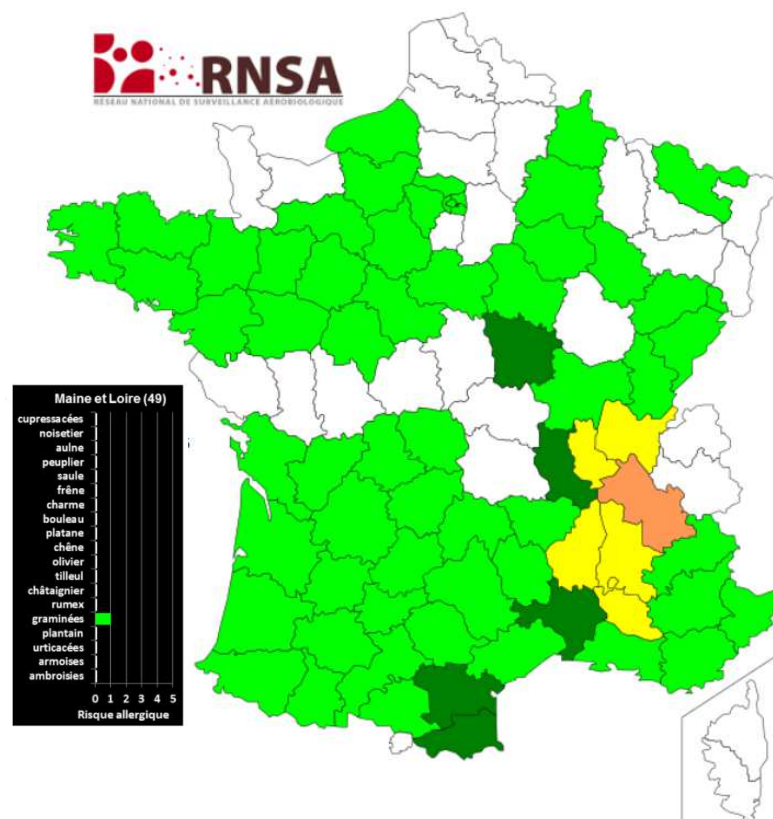 RNSA
RÉSEAU NATIONAL DE SURVEILLANCE AÉROBIOLOGIQUE
Maine et Loire (49)
cupressacées
noisetier
aulne
peuplier
saule
frêne
charme
bouleau
platane
chêne
olivier
tilleul
châtaignier
rumex
graminées
plantain
urticacées
armoises
ambroisies
0 1 2 3 4 5
Risque allergique